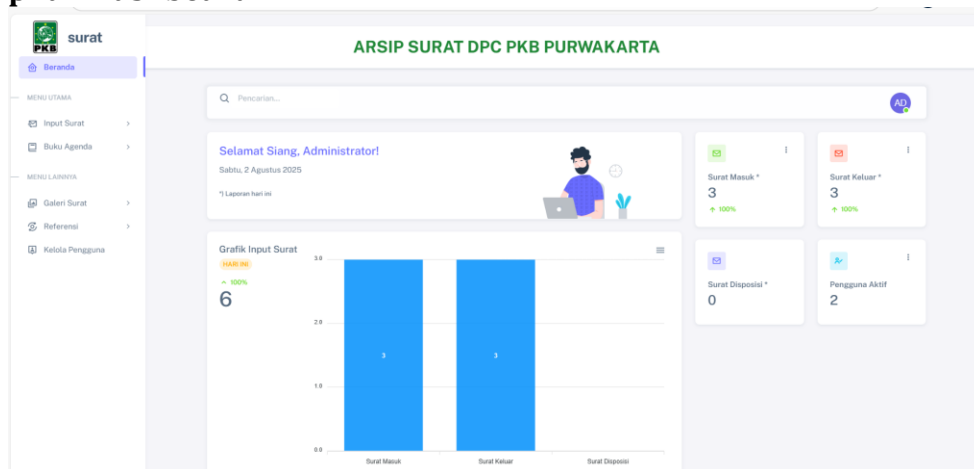 PKB
surat
ARSIP SURAT DPC PKB PURWAKARTA
Beranda
MENU UTAMA
Input Surat
Buku Agenda
MENU LAINNYA
Galeri Surat
Referensi
Kelola Pengguna
Pencarian...
AD
Selamat Siang, Administrator!
Sabtu, 2 Agustus 2025
*) Laporan hari ini
Surat Masuk *
3
100%
Surat Keluar *
3
100%
Grafik Input Surat
HARI INI
100%
6
3.0
2.0
1.0
0.0
3
3
Surat Masuk
Surat Keluar
Surat Disposisi
Surat Disposisi *
0
Pengguna Aktif
2